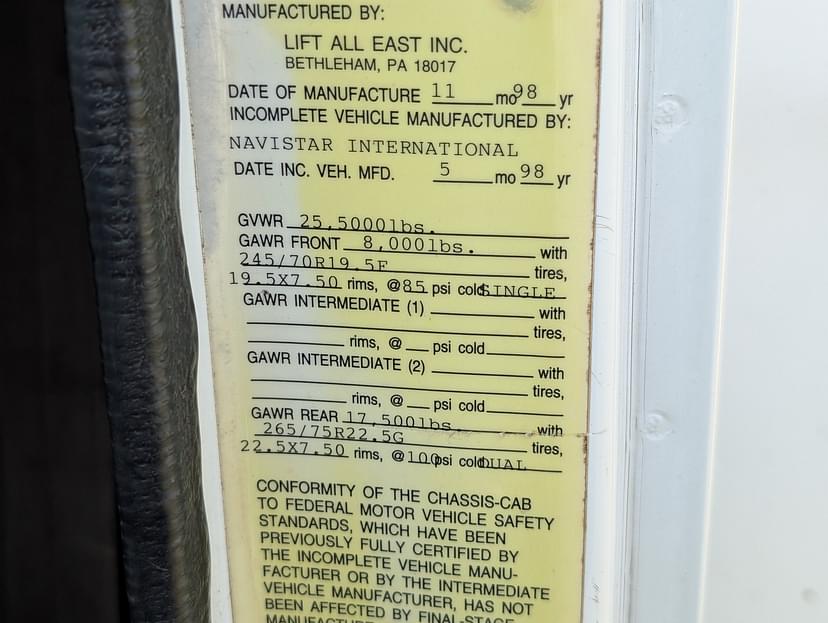 MANUFACTURED BY:
LIFT ALL EAST INC.
BETHLEHAM, PA 18017
DATE OF MANUFACTURE 11 mo 98 yr
INCOMPLETE VEHICLE MANUFACTURED BY:
NAVISTAR INTERNATIONAL
DATE INC. VEH. MFD. 5 mo 98 yr
GVWR 25,500lbs.
GAWR FRONT 8,000lbs. with
245/70R19.5F tires,
19.5X7.50 rims, @85 psi cold SINGLE
GAWR INTERMEDIATE (1) with
tires,
rims, @ psi cold
GAWR INTERMEDIATE (2) with
tires,
rims, @ psi cold
GAWR REAR 17,500lbs. with
265/75R22.5G tires,
22.5X7.50 rims, @100 psi cold DUAL
CONFORMITY OF THE CHASSIS-CAB
TO FEDERAL MOTOR VEHICLE SAFETY
STANDARDS, WHICH HAVE BEEN
PREVIOUSLY FULLY CERTIFIED BY
THE INCOMPLETE VEHICLE MANU-
FACTURER OR BY THE INTERMEDIATE
VEHICLE MANUFACTURER, HAS NOT
BEEN AFFECTED BY FINAL-STAGE